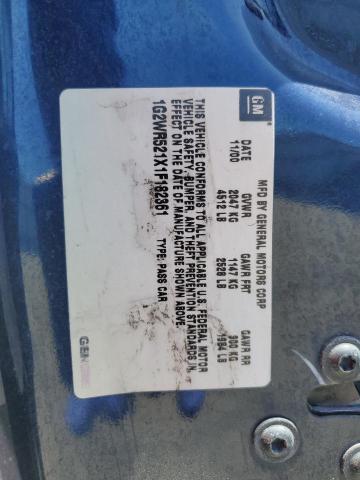 GM
MFD BY GENERAL MOTORS CORP
DATE GVWR GAWR FRT GAWR RR
11/00 2047 KG 1147 KG 900 KG
4512 LB 2528 LB 1984 LB
THIS VEHICLE CONFORMS TO ALL APPLICABLE U.S. FEDERAL MOTOR
VEHICLE SAFETY, BUMPER, AND THEFT PREVENTION STANDARDS IN
EFFECT ON THE DATE OF MANUFACTURE SHOWN ABOVE.
1G2WR521X1F182361 TYPE: PASS CAR